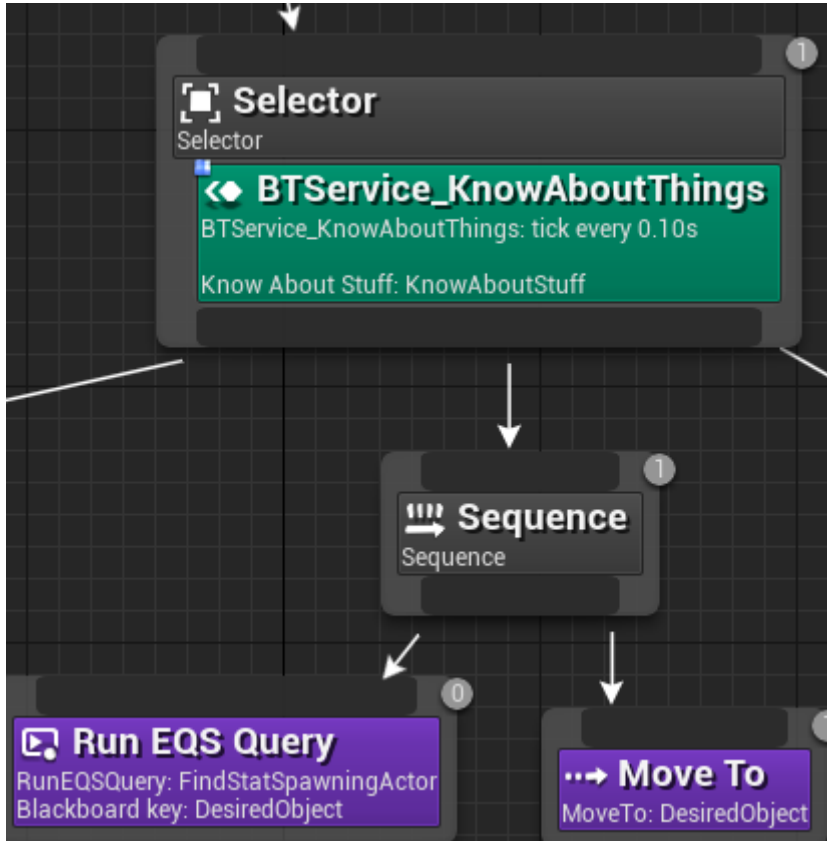 1
Selector
Selector
BTService_KnowAboutThings
BTService_KnowAboutThings: tick every 0.10s
Know About Stuff: KnowAboutStuff
1
Sequence
Sequence
0
Run EQS Query
RunEQSQuery: FindStatSpawningActor
Blackboard key: DesiredObject
Move To
MoveTo: DesiredObject